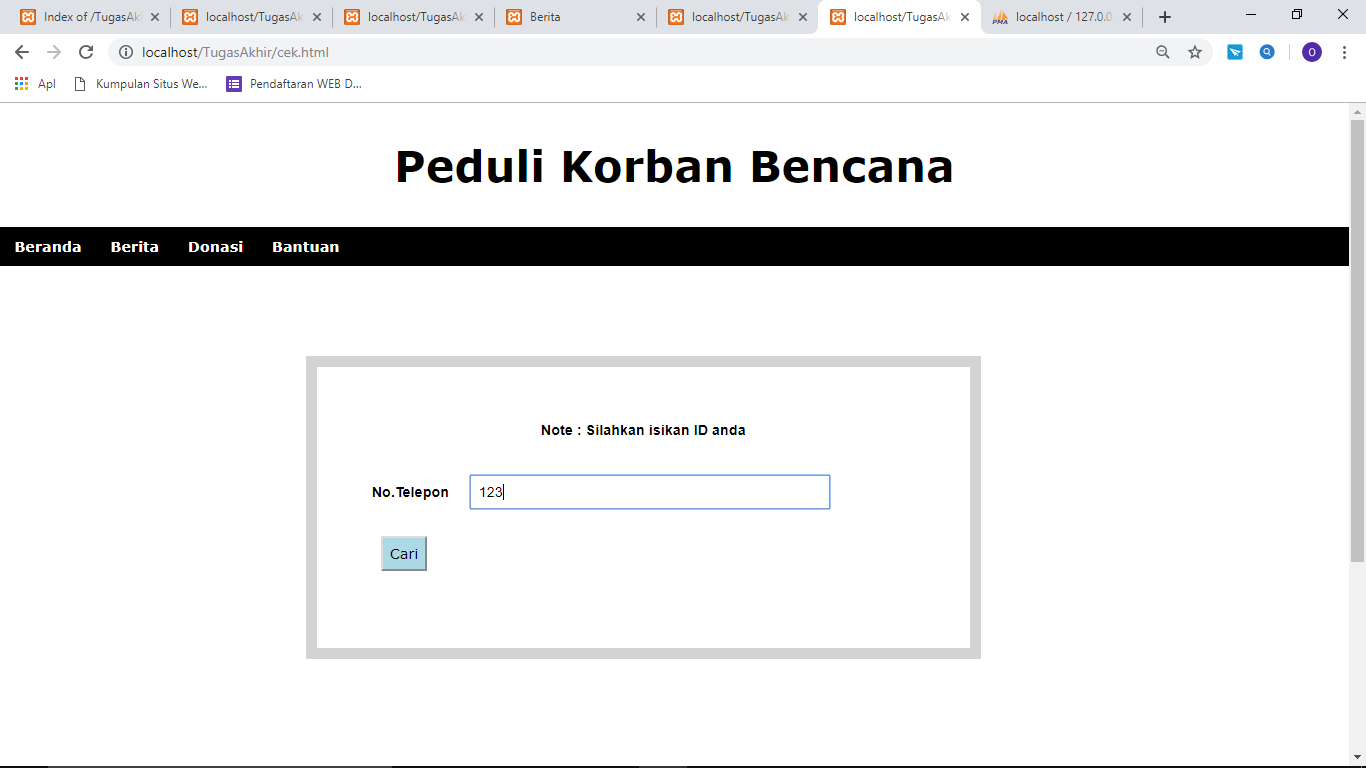 Index of /TugasAk
localhost/TugasAk
localhost/TugasAk
Berita
localhost/TugasAk
localhost/TugasAk
PMA
localhost / 127.0.0
localhost/TugasAkhir/cek.html
O
Apl
Kumpulan Situs We...
Pendaftaran WEB D...
Peduli Korban Bencana
Beranda Berita Donasi Bantuan
Note : Silahkan isikan ID anda
No.Telepon 123
Cari